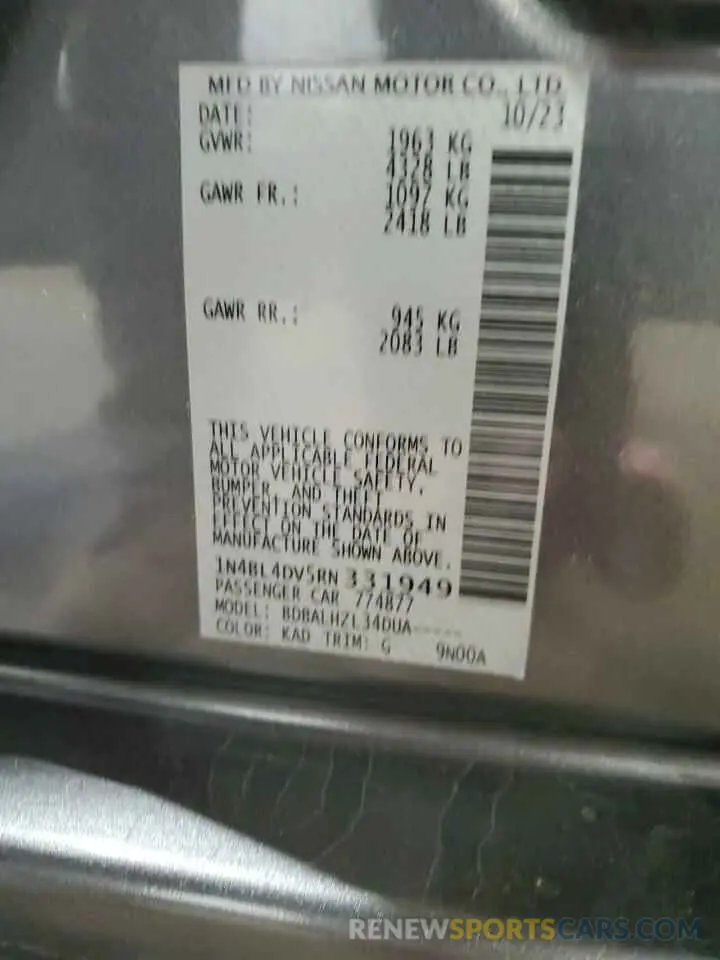 MFD BY NISSAN MOTOR CO., LTD.
DATE: 10/23
GVWR: 1963 KG
4328 LB
GAWR FR.: 1097 KG
2418 LB
GAWR RR.: 945 KG
2083 LB
THIS VEHICLE CONFORMS TO
ALL APPLICABLE FEDERAL
MOTOR VEHICLE SAFETY,
BUMPER, AND THEFT
PREVENTION STANDARDS IN
EFFECT ON THE DATE OF
MANUFACTURE SHOWN ABOVE.
1N4BL4DV5RN331949
PASSENGER CAR 774877
MODEL: BDBALHZL34DUA-----
COLOR: KAD TRIM: G 9N00A
RENEWSPORTSCARS.COM